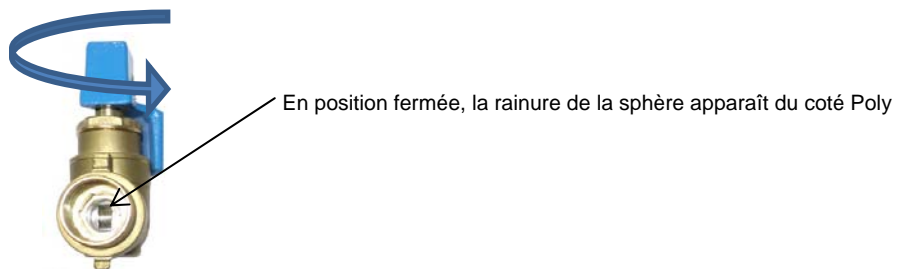 En position fermée, la rainure de la sphère apparaît du coté Poly